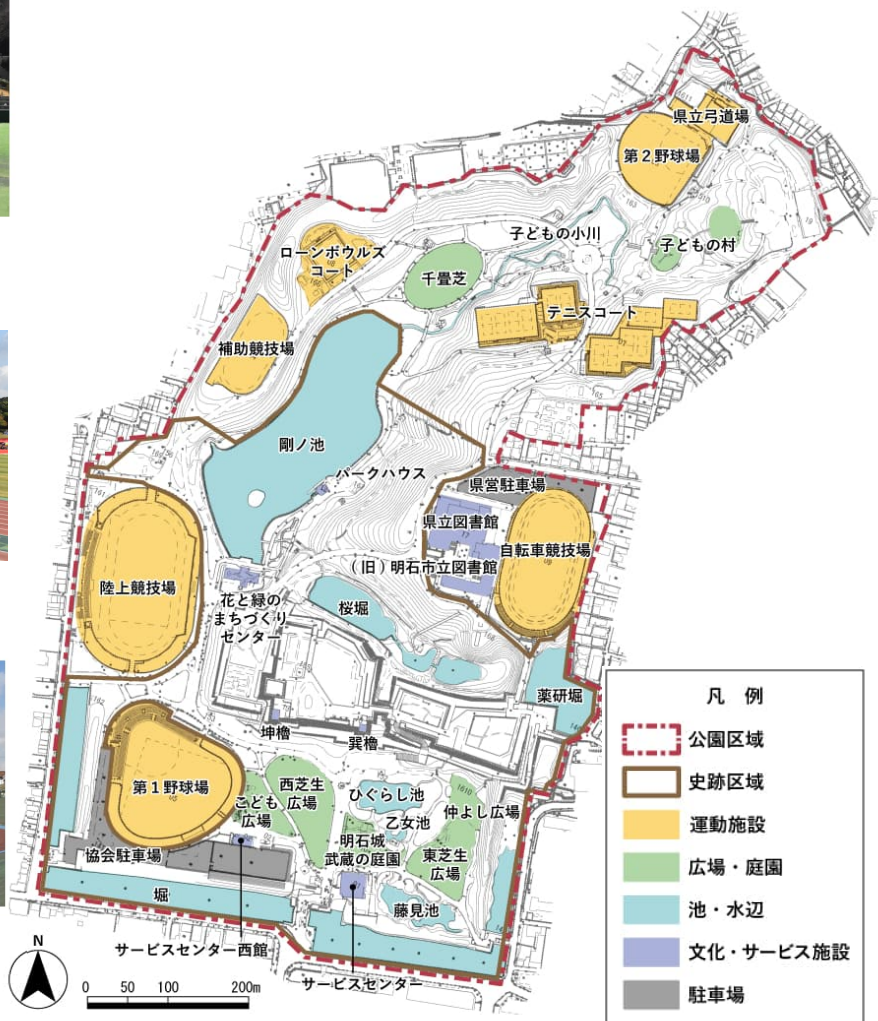 県立弓道場
第2野球場
子どもの小川
子どもの村
ローンボウルズ
コート
千畳芝
テニスコート
補助競技場
剛ノ池
パークハウス
県営駐車場
県立図書館
自転車競技場
(旧)明石市立図書館
陸上競技場
花と緑の
まちづくり
センター
桜堀
薬研堀
坤櫓
巽櫓
第1野球場
こども
広場
西芝生
広場
ひぐらし池
乙女池
仲よし広場
明石城
武蔵の庭園
東芝生
広場
協会駐車場
堀
藤見池
サービスセンター西館
サービスセンター
N
0 50 100 200m
凡 例
公園区域
史跡区域
運動施設
広場・庭園
池・水辺
文化・サービス施設
駐車場